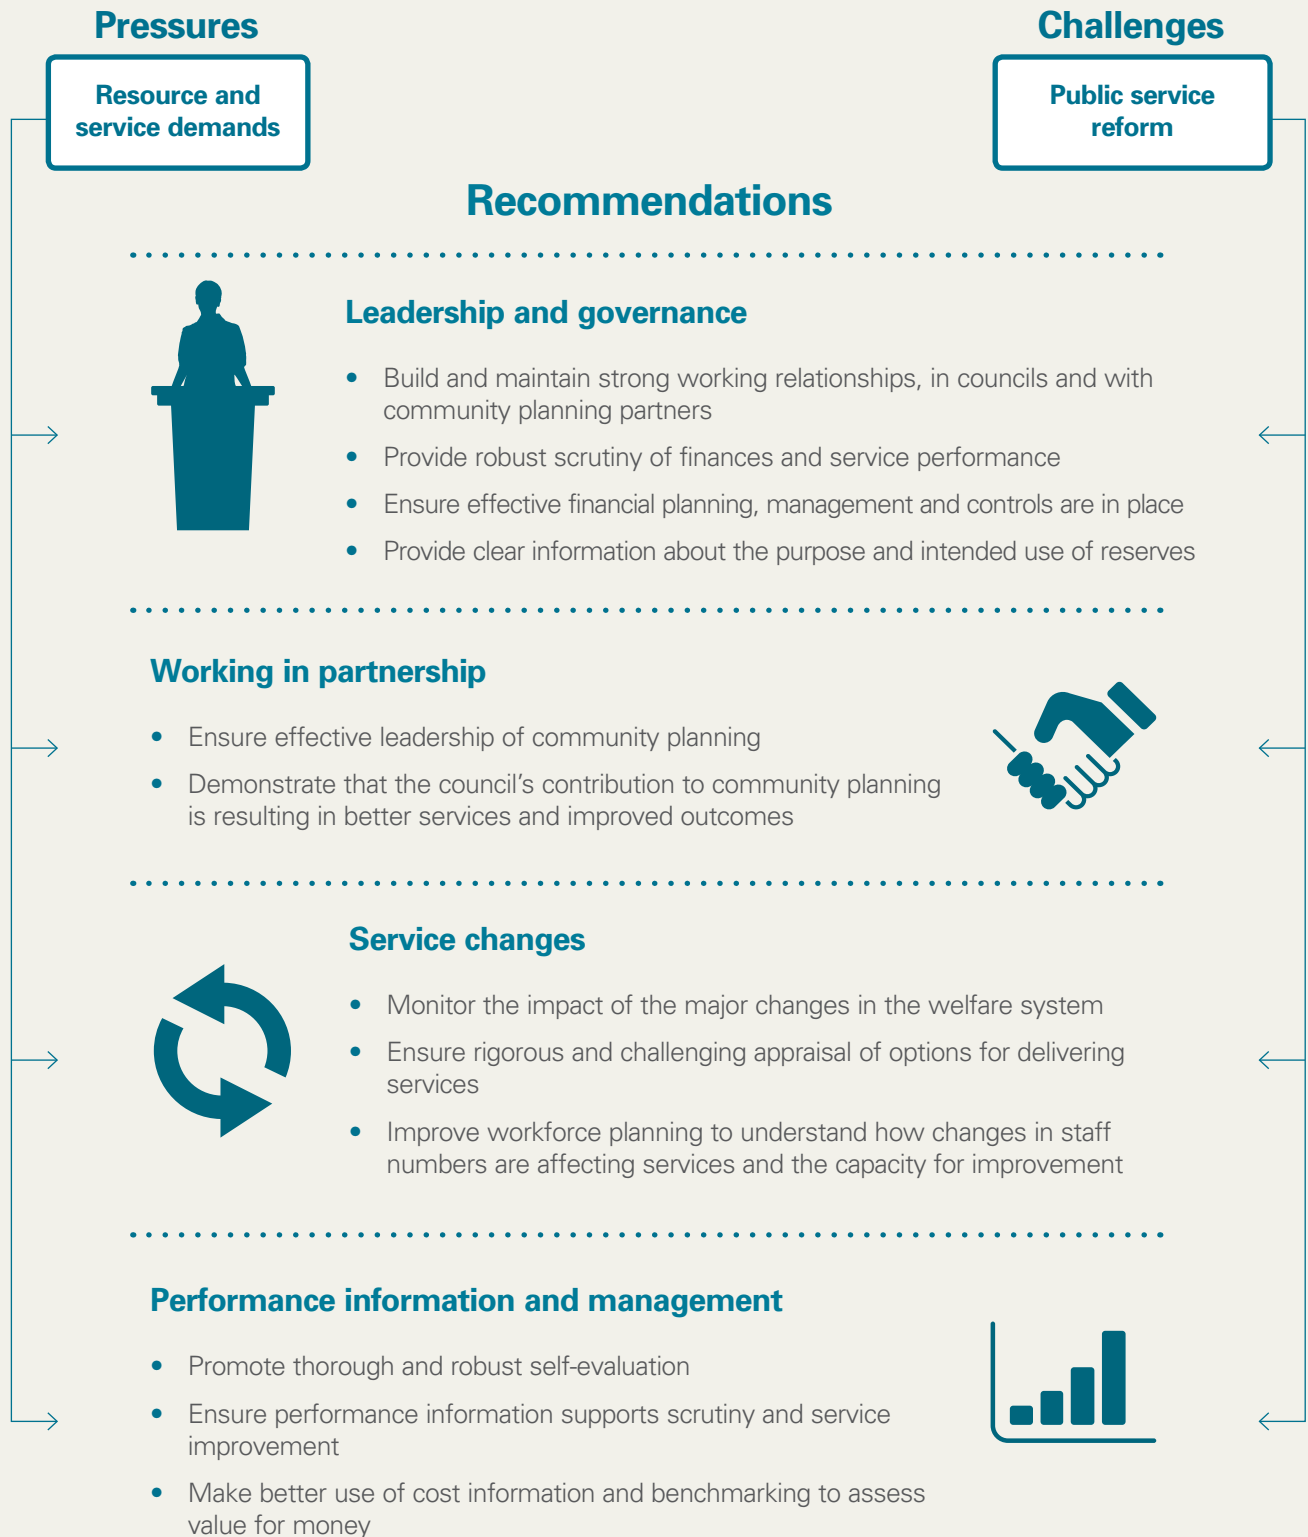 Pressures
Challenges
Resource and
service demands
Public service
reform
Recommendations
Leadership and governance
• Build and maintain strong working relationships, in councils and with
community planning partners
• Provide robust scrutiny of finances and service performance
• Ensure effective financial planning, management and controls are in place
• Provide clear information about the purpose and intended use of reserves
Working in partnership
• Ensure effective leadership of community planning
• Demonstrate that the council’s contribution to community planning
is resulting in better services and improved outcomes
Service changes
• Monitor the impact of the major changes in the welfare system
• Ensure rigorous and challenging appraisal of options for delivering
services
• Improve workforce planning to understand how changes in staff
numbers are affecting services and the capacity for improvement
Performance information and management
• Promote thorough and robust self-evaluation
• Ensure performance information supports scrutiny and service
improvement
• Make better use of cost information and benchmarking to assess
value for money